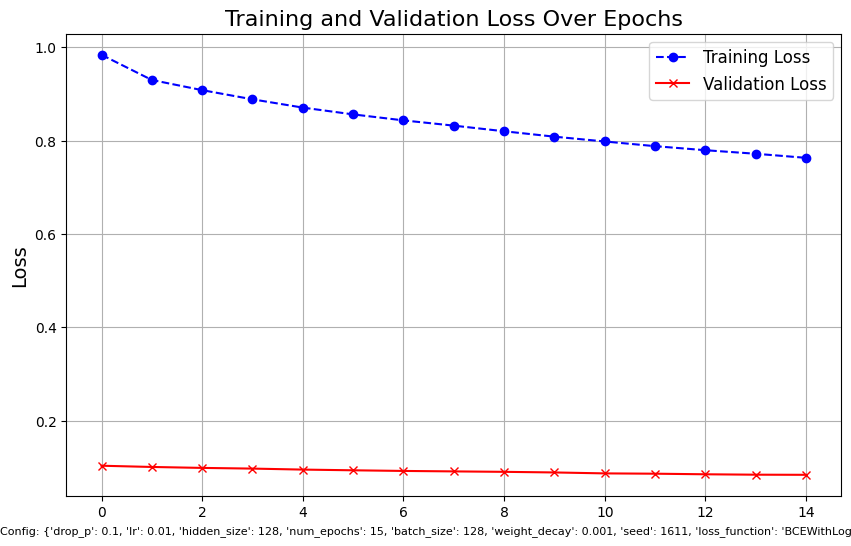 Training and Validation Loss Over Epochs
1.0
0.8
0.6
0.4
0.2
Loss
Training Loss
Validation Loss
0 2 4 6 8 10 12 14
Config: {'drop_p': 0.1, 'lr': 0.01, 'hidden_size': 128, 'num_epochs': 15, 'batch_size': 128, 'weight_decay': 0.001, 'seed': 1611, 'loss_function': 'BCEWithLog